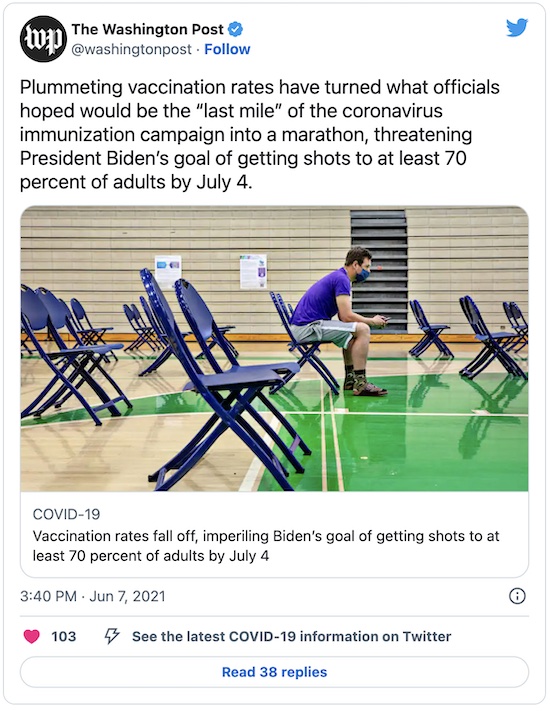 wp
The Washington Post
@washingtonpost · Follow
Plummeting vaccination rates have turned what officials
hoped would be the “last mile” of the coronavirus
immunization campaign into a marathon, threatening
President Biden’s goal of getting shots to at least 70
percent of adults by July 4.
COVID-19
Vaccination rates fall off, imperiling Biden’s goal of getting shots to at
least 70 percent of adults by July 4
3:40 PM · Jun 7, 2021
103 See the latest COVID-19 information on Twitter
Read 38 replies